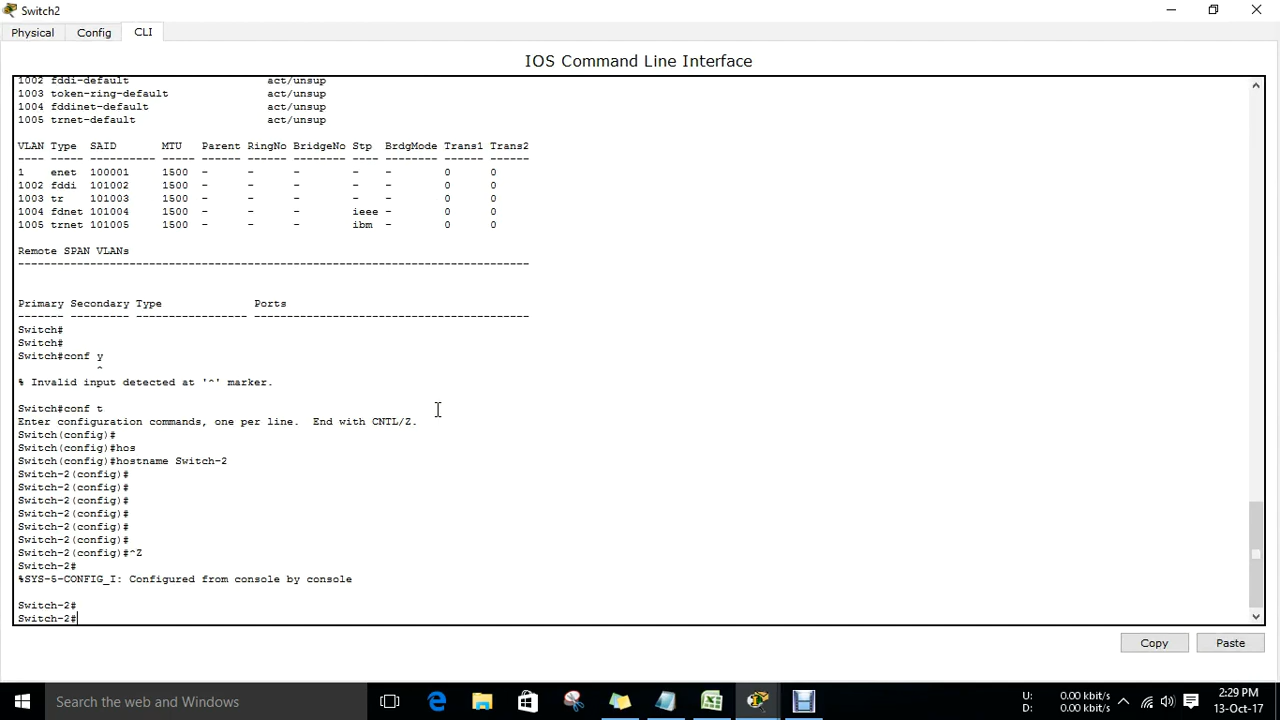 Switch2
Physical Config CLI
IOS Command Line Interface
1002 fddi-default act/unsup
1003 token-ring-default act/unsup
1004 fddinet-default act/unsup
1005 trnet-default act/unsup
VLAN Type SAID MTU Parent RingNo BridgeNo Stp BrdgMode Trans1 Trans2
---- ----- ---------- ----- ------ ------ -------- ---- -------- ------ ------
1 enet 100001 1500 - - - - - 0 0
1002 fddi 101002 1500 - - - - - 0 0
1003 tr 101003 1500 - - - - - 0 0
1004 fdnet 101004 1500 - - - ieee - 0 0
1005 trnet 101005 1500 - - - ibm - 0 0
Remote SPAN VLANs
------------------------------------------------------------------------------
Primary Secondary Type Ports
------- --------- ----------------- ------------------------------------------
Switch#
Switch#
Switch#conf y
^
% Invalid input detected at '^' marker.
Switch#conf t
Enter configuration commands, one per line. End with CNTL/Z.
Switch(config)#
Switch(config)#hos
Switch(config)#hostname Switch-2
Switch-2(config)#
Switch-2(config)#
Switch-2(config)#
Switch-2(config)#
Switch-2(config)#
Switch-2(config)#
Switch-2(config)#^Z
Switch-2#
%SYS-5-CONFIG_I: Configured from console by console
Switch-2#
Switch-2#
Copy Paste
Search the web and Windows
U: 0.00 kbit/s
D: 0.00 kbit/s
2:29 PM
13-Oct-17